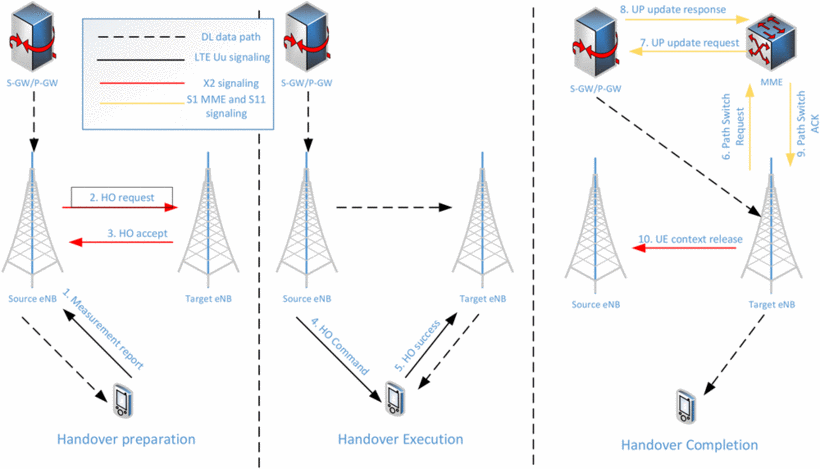 DL data path
LTE Uu signaling
X2 signaling
S1 MME and S11
signaling
S-GW/P-GW
2. HO request
3. HO accept
Source eNB
Target eNB
1. Measurement report
Handover preparation
S-GW/P-GW
Source eNB
Target eNB
4. HO Command
5. HO success
Handover Execution
8. UP update response
7. UP update request
S-GW/P-GW
MME
6. Path Switch
Request
9. Path Switch
ACK
10. UE context release
Source eNB
Target eNB
Handover Completion